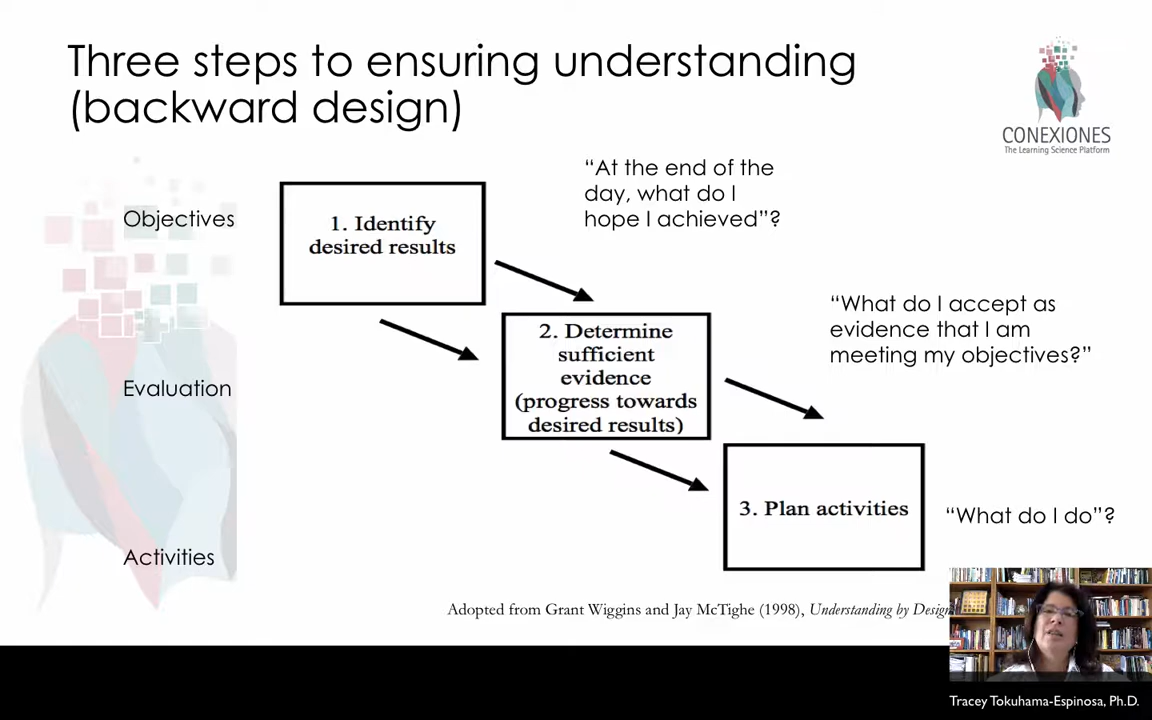 Three steps to ensuring understanding
(backward design)
CONEXIONES
The Learning Science Platform
Objectives
1. Identify
desired results
“At the end of the
day, what do I
hope I achieved”?
Evaluation
2. Determine
sufficient
evidence
(progress towards
desired results)
“What do I accept as
evidence that I am
meeting my objectives?”
Activities
3. Plan activities
“What do I do”?
Adopted from Grant Wiggins and Jay McTighe (1998), Understanding by Design
Tracey Tokuhama-Espinosa, Ph.D.